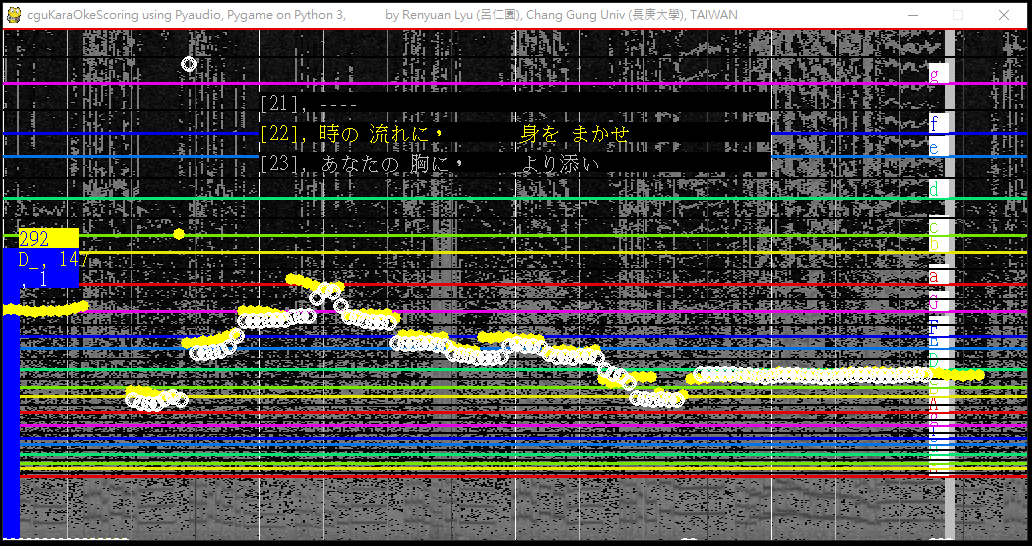 cguKaraOkeScoring using Pyaudio, Pygame on Python 3, by Renyuan Lyu (呂仁園), Chang Gung Univ (長庚大學), TAIWAN
g
[21], ----
f
[22], 時の 流れに, 身を まかせ
e
[23], あなたの 胸に, より添い
d
c
292
b
D_, 147
, 1
a